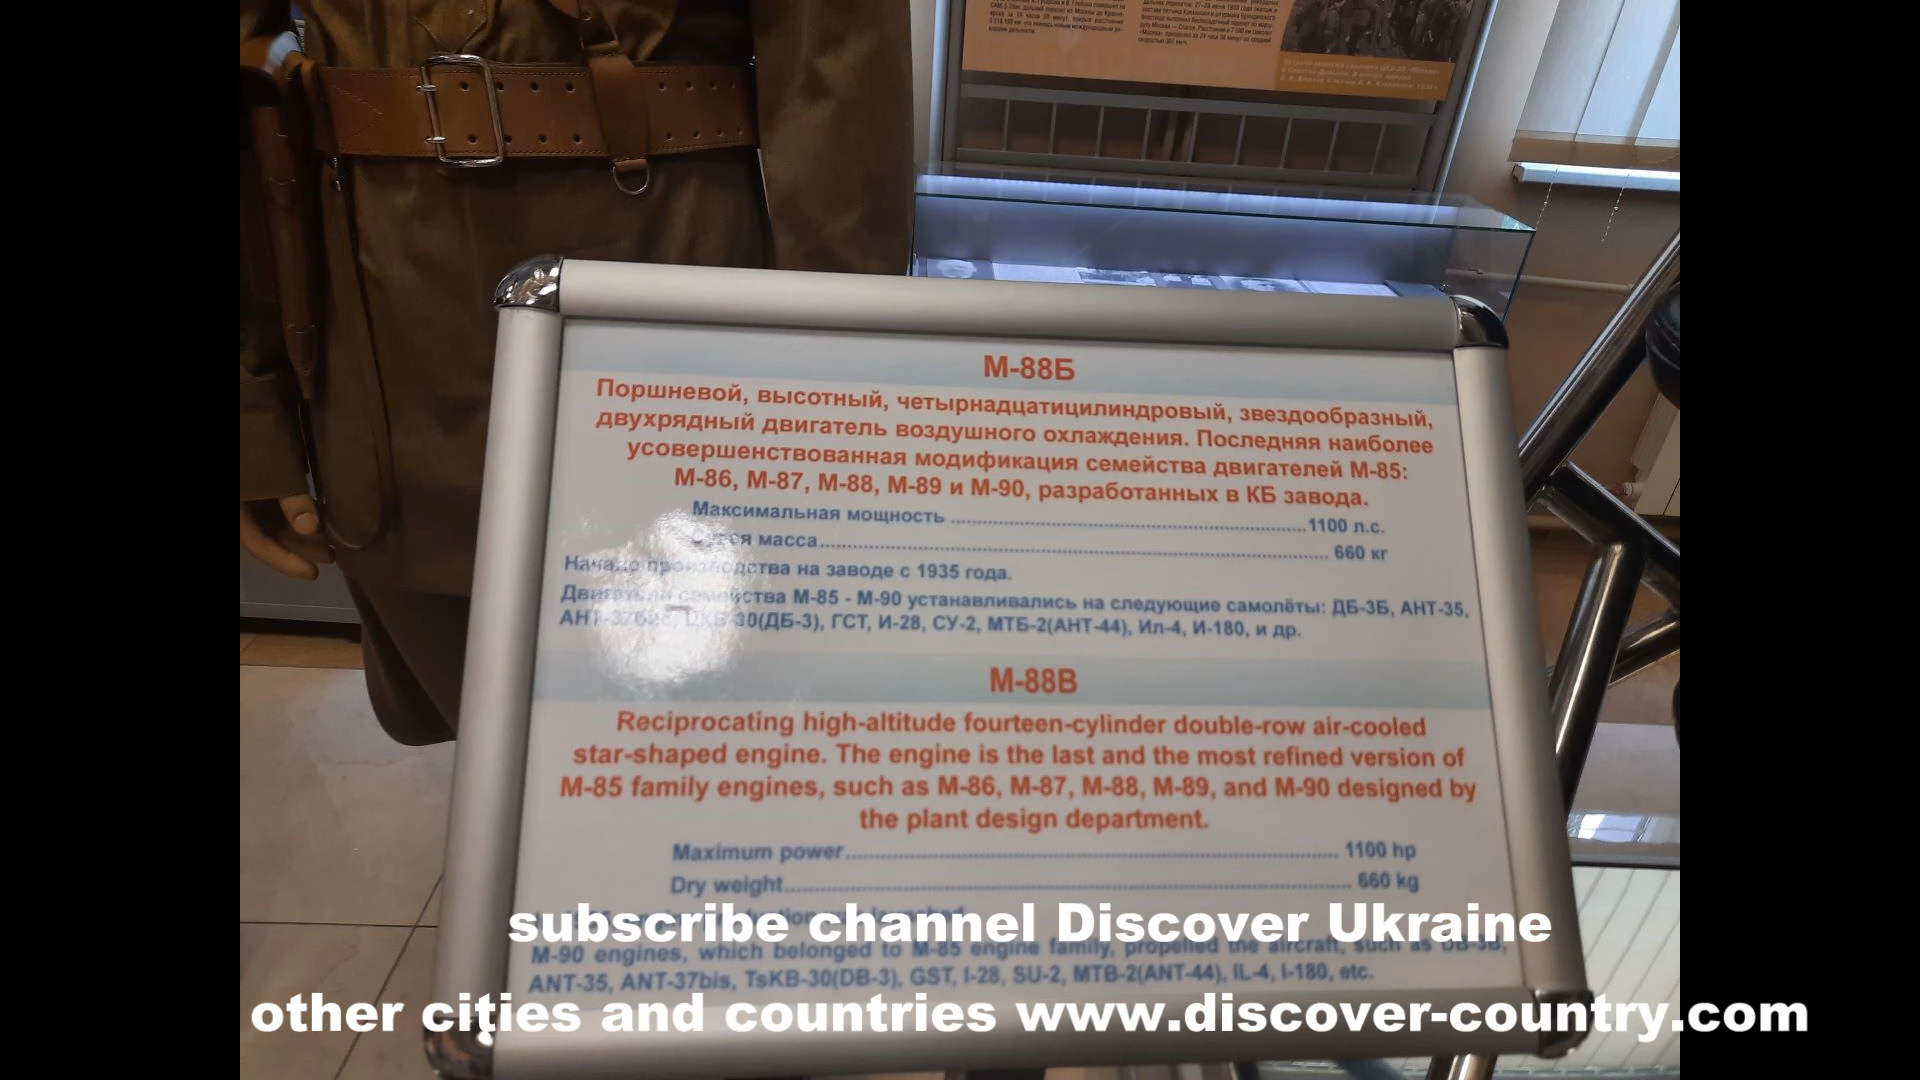 М-88Б
Поршневой, высотный, четырнадцатицилиндровый, звездообразный,
двухрядный двигатель воздушного охлаждения. Последняя наиболее
усовершенствованная модификация семейства двигателей М-85:
М-86, М-87, М-88, М-89 и М-90, разработанных в КБ завода.
Максимальная мощность ... 1100 л.с.
масса ... 660 кг
Начало производства на заводе с 1935 года.
Двигатели семейства М-85 - М-90 устанавливались на следующие самолёты: ДБ-3Б, АНТ-35,
АНТ-37бис, ЦКБ-30(ДБ-3), ГСТ, И-28, СУ-2, МТБ-2(АНТ-44), Ил-4, И-180, и др.
M-88B
Reciprocating high-altitude fourteen-cylinder double-row air-cooled
star-shaped engine. The engine is the last and the most refined version of
M-85 family engines, such as M-86, M-87, M-88, M-89, and M-90 designed by
the plant design department.
Maximum power ... 1100 hp
Dry weight ... 660 kg
subscribe channel Discover Ukraine
M-90 engines, which belonged to M-85 engine family, propelled the aircraft, such as DB-3B,
ANT-35, ANT-37bis, TsKB-30(DB-3), GST, I-28, SU-2, MTB-2(ANT-44), IL-4, I-180, etc.
other cities and countries www.discover-country.com